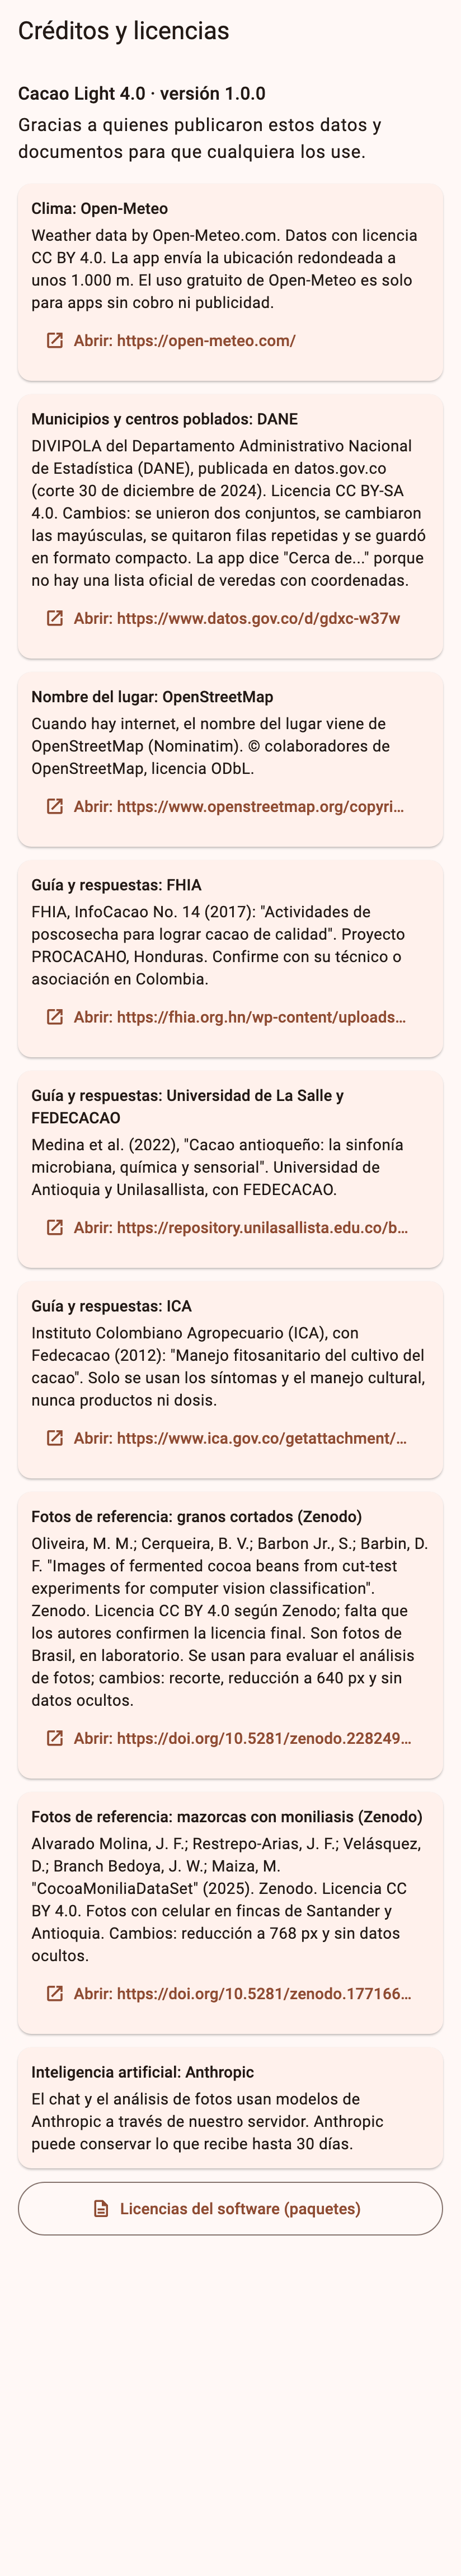 Créditos y licencias
Cacao Light 4.0 · versión 1.0.0
Gracias a quienes publicaron estos datos y
documentos para que cualquiera los use.
Clima: Open-Meteo
Weather data by Open-Meteo.com. Datos con licencia
CC BY 4.0. La app envía la ubicación redondeada a
unos 1.000 m. El uso gratuito de Open-Meteo es solo
para apps sin cobro ni publicidad.
Abrir: https://open-meteo.com/
Municipios y centros poblados: DANE
DIVIPOLA del Departamento Administrativo Nacional
de Estadística (DANE), publicada en datos.gov.co
(corte 30 de diciembre de 2024). Licencia CC BY-SA
4.0. Cambios: se unieron dos conjuntos, se cambiaron
las mayúsculas, se quitaron filas repetidas y se guardó
en formato compacto. La app dice "Cerca de..." porque
no hay una lista oficial de veredas con coordenadas.
Abrir: https://www.datos.gov.co/d/gdxc-w37w
Nombre del lugar: OpenStreetMap
Cuando hay internet, el nombre del lugar viene de
OpenStreetMap (Nominatim). © colaboradores de
OpenStreetMap, licencia ODbL.
Abrir: https://www.openstreetmap.org/copyri…
Guía y respuestas: FHIA
FHIA, InfoCacao No. 14 (2017): "Actividades de
poscosecha para lograr cacao de calidad". Proyecto
PROCACAHO, Honduras. Confirme con su técnico o
asociación en Colombia.
Abrir: https://fhia.org.hn/wp-content/uploads…
Guía y respuestas: Universidad de La Salle y
FEDECACAO
Medina et al. (2022), "Cacao antioqueño: la sinfonía
microbiana, química y sensorial". Universidad de
Antioquia y Unilasallista, con FEDECACAO.
Abrir: https://repository.unilasallista.edu.co/b…
Guía y respuestas: ICA
Instituto Colombiano Agropecuario (ICA), con
Fedecacao (2012): "Manejo fitosanitario del cultivo del
cacao". Solo se usan los síntomas y el manejo cultural,
nunca productos ni dosis.
Abrir: https://www.ica.gov.co/getattachment/…
Fotos de referencia: granos cortados (Zenodo)
Oliveira, M. M.; Cerqueira, B. V.; Barbon Jr., S.; Barbin, D.
F. "Images of fermented cocoa beans from cut-test
experiments for computer vision classification".
Zenodo. Licencia CC BY 4.0 según Zenodo; falta que
los autores confirmen la licencia final. Son fotos de
Brasil, en laboratorio. Se usan para evaluar el análisis
de fotos; cambios: recorte, reducción a 640 px y sin
datos ocultos.
Abrir: https://doi.org/10.5281/zenodo.228249…
Fotos de referencia: mazorcas con moniliasis (Zenodo)
Alvarado Molina, J. F.; Restrepo-Arias, J. F.; Velásquez,
D.; Branch Bedoya, J. W.; Maiza, M.
"CocoaMoniliaDataSet" (2025). Zenodo. Licencia CC
BY 4.0. Fotos con celular en fincas de Santander y
Antioquia. Cambios: reducción a 768 px y sin datos
ocultos.
Abrir: https://doi.org/10.5281/zenodo.177166…
Inteligencia artificial: Anthropic
El chat y el análisis de fotos usan modelos de
Anthropic a través de nuestro servidor. Anthropic
puede conservar lo que recibe hasta 30 días.
Licencias del software (paquetes)